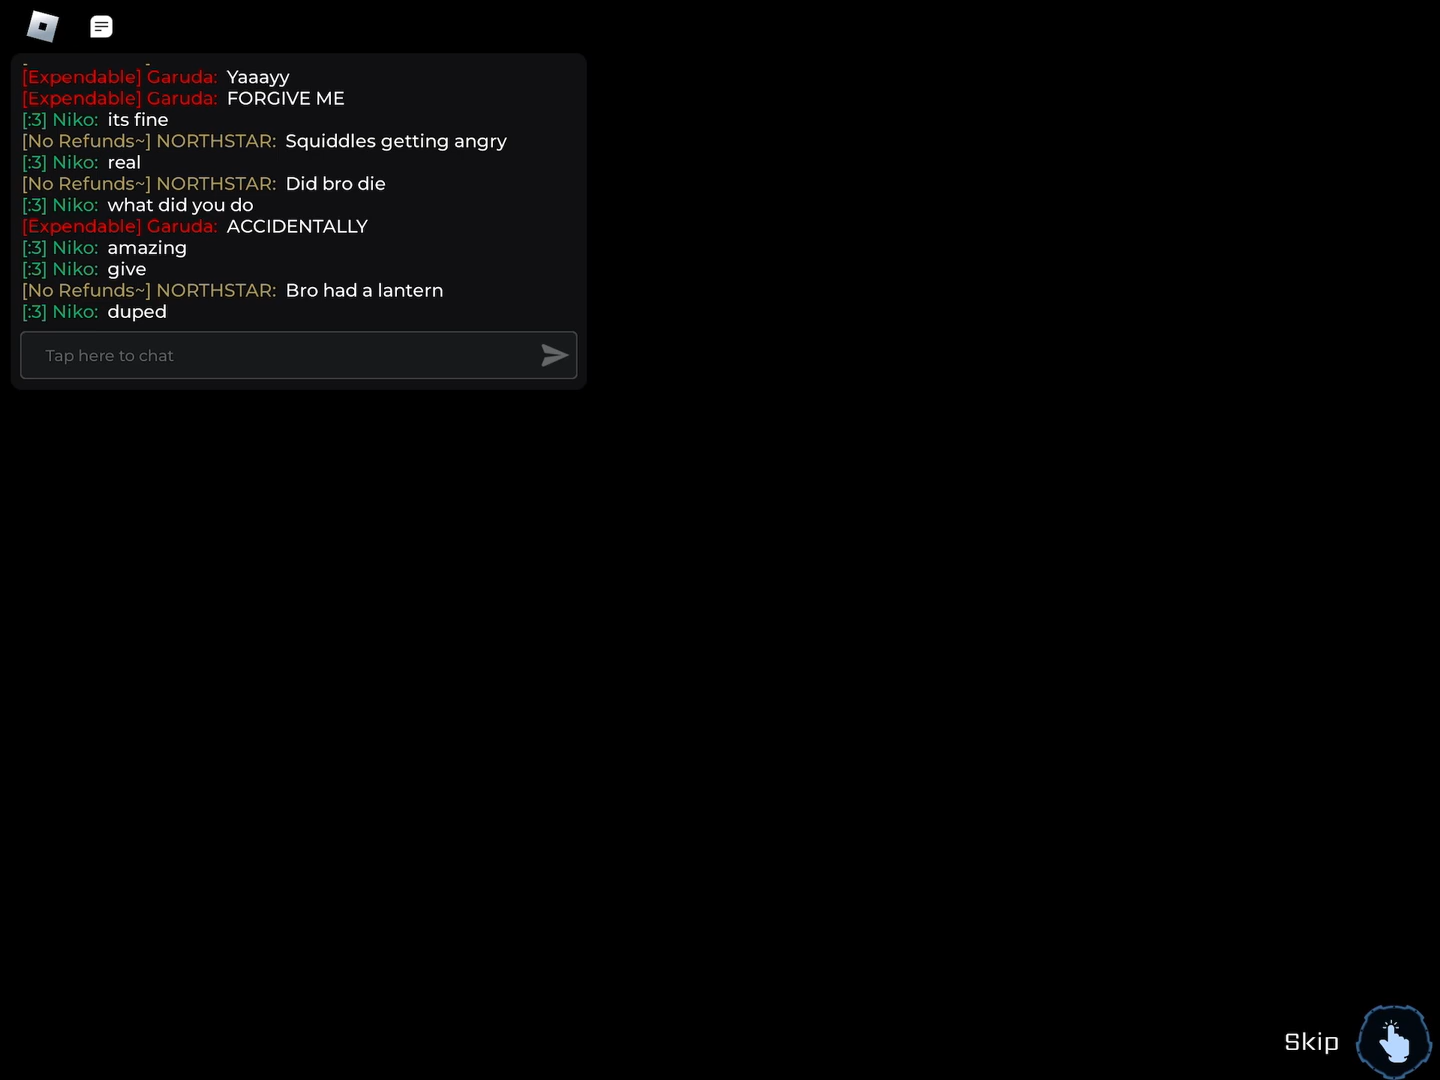 [Expendable] Garuda: Yaaayy
[Expendable] Garuda: FORGIVE ME
[:3] Niko: its fine
[No Refunds~] NORTHSTAR: Squiddles getting angry
[:3] Niko: real
[No Refunds~] NORTHSTAR: Did bro die
[:3] Niko: what did you do
[Expendable] Garuda: ACCIDENTALLY
[:3] Niko: amazing
[:3] Niko: give
[No Refunds~] NORTHSTAR: Bro had a lantern
[:3] Niko: duped
Tap here to chat
Skip